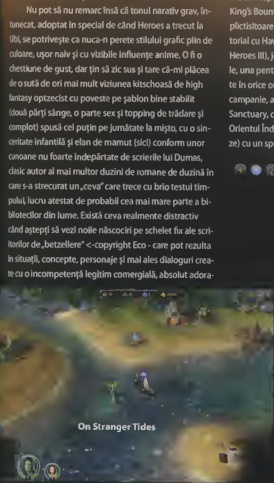 Nu pot să nu remarc însă că tonul narativ grav, în-
tunecat, adoptat în special de când Heroes a trecut la
Ubi, se potrivește ca nuca-n perete stilului grafic plin de
culoare, ușor naiv și cu vizibile influențe anime. O fi o
chestiune de gust, dar țin să zic sus și tare că-mi plăcea
de o sută de ori mai mult viziunea kitschoasă de high
fantasy optzecist cu poveste pe șablon bine stabilit
(două părți sânge, o parte sex și topping de trădare și
complot) spusă cel puțin pe jumătate la mișto, cu o sin-
ceritate infantilă și elan de mamut (sic!) conform unor
canoane nu foarte îndepărtate de scrierile lui Dumas,
clasic autor al mai multor duzini de romane de duzină în
care s-a strecurat un „ceva” care trece cu brio testul tim-
pului, lucru atestat de probabil cea mai mare parte a bi-
bliotecilor din lume. Există ceva realmente distractiv
când aștepți să vezi noile născociri pe schelet fix ale scri-
itorilor de „betzellere” <-copyright Eco - care pot rezulta
în situații, concepte, personaje și mai ales dialoguri crea-
te cu o incompetență legitim comercială, absolut adora-
On Stranger Tides
King's Boun
plictisitoare
torial cu Hav
Heroes III), j
le, una pent
te în orice o
campanie, a
Sanctuary, c
Orientul Înd
ze) cu un sp